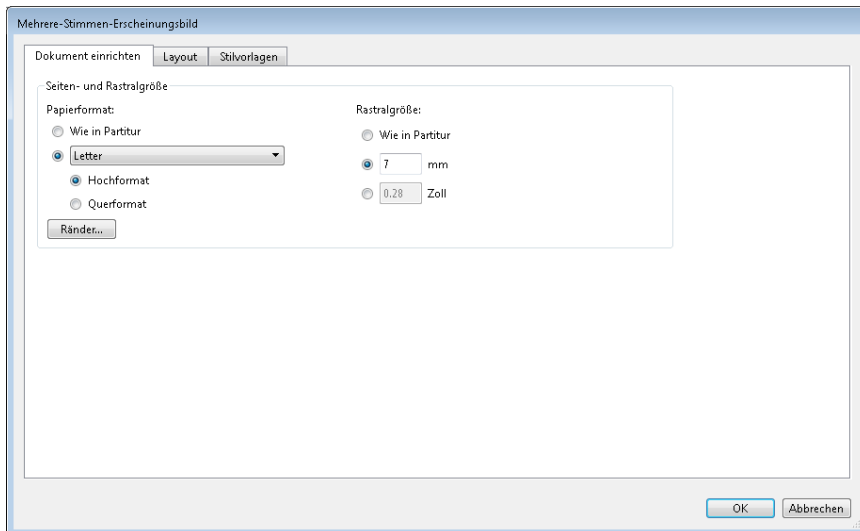 Mehrere-Stimmen-Erscheinungsbild
Dokument einrichten Layout Stilvorlagen
Seiten- und Rastralgröße
Papierformat: Rastralgröße:
Wie in Partitur Wie in Partitur
Letter 7 mm
Hochformat 0.28 Zoll
Querformat
Ränder...
OK Abbrechen